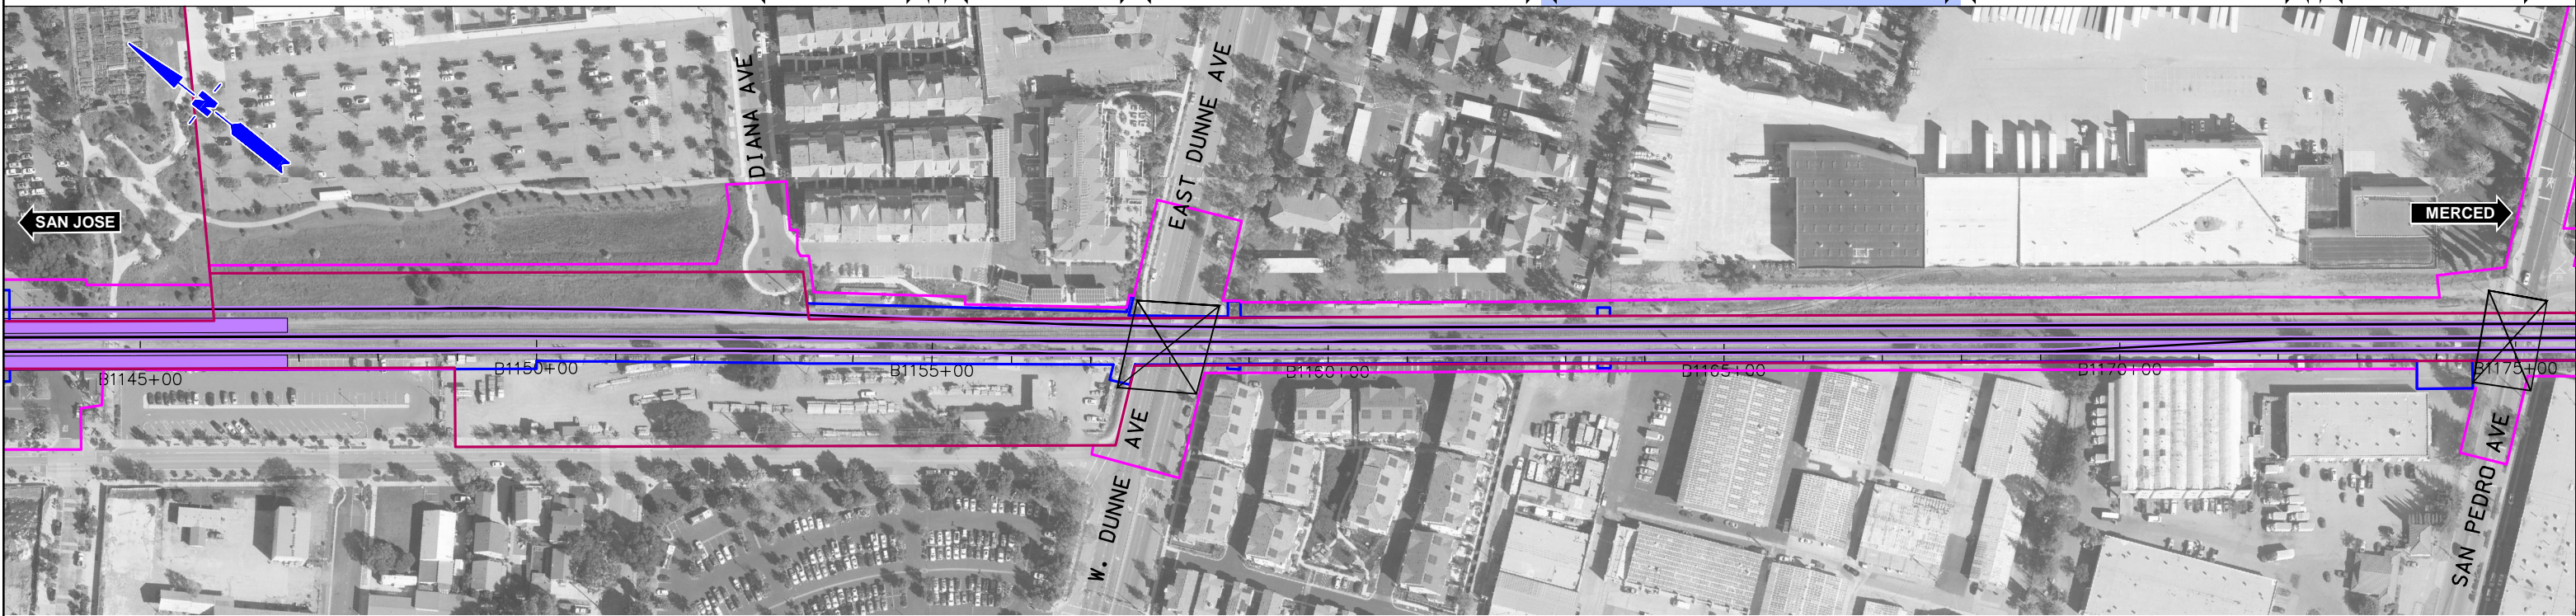 DIANA AVE
EAST DUNNE AVE
N
SAN JOSE
MERCED
B1145+00
B1150+00
B1155+00
B1160+00
B1165+00
B1170+00
B1175+00
W. DUNNE AVE
SAN PEDRO AVE